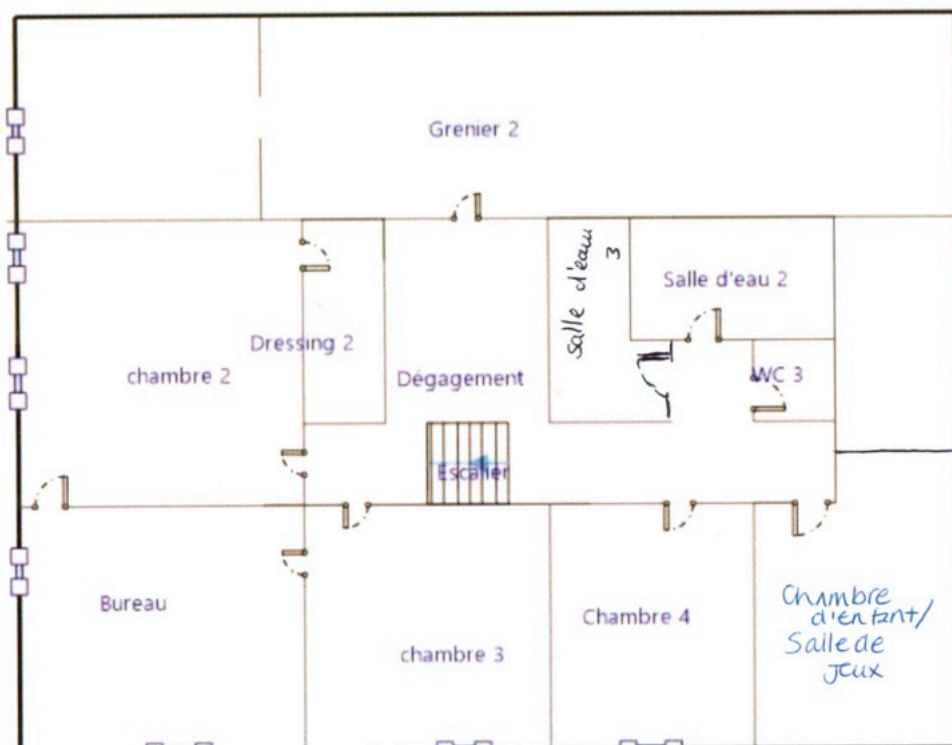 Grenier 2
Salle d'eau
3
Salle d'eau 2
Dressing 2
chambre 2
Dégagement
WC 3
Escalier
Bureau
chambre 3
Chambre 4
Chambre
d'enfant/
Salle de
jeux